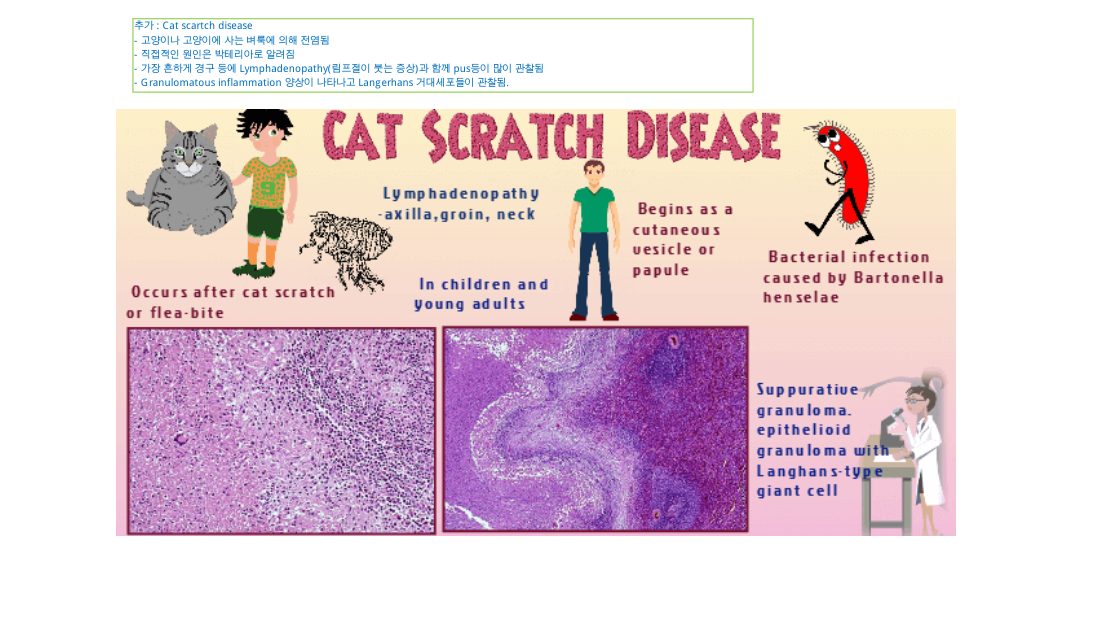 추가 : Cat scartch disease
- 고양이나 고양이에 사는 벼룩에 의해 전염됨
- 직접적인 원인은 박테리아로 알려짐
- 가장 흔하게 경구 등에 Lymphadenopathy(림프절이 붓는 증상)과 함께 pus등이 많이 관찰됨
- Granulomatous inflammation 양상이 나타나고 Langerhans 거대세포들이 관찰됨.
CAT SCRATCH DISEASE
Lymphadenopathy
-axilla,groin, neck
Begins as a
cutaneous
vesicle or
papule
Bacterial infection
caused by Bartonella
henselae
In children and
young adults
Occurs after cat scratch
or flea-bite
9
Suppurative
granuloma.
epithelioid
granuloma with
Langhans-type
giant cell